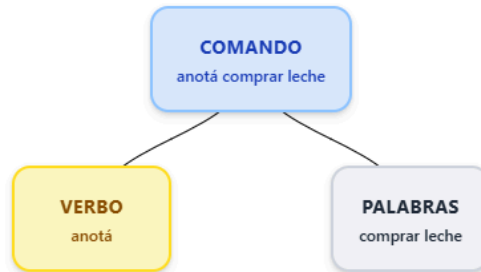 COMANDO
anotá comprar leche
VERBO
anotá
PALABRAS
comprar leche